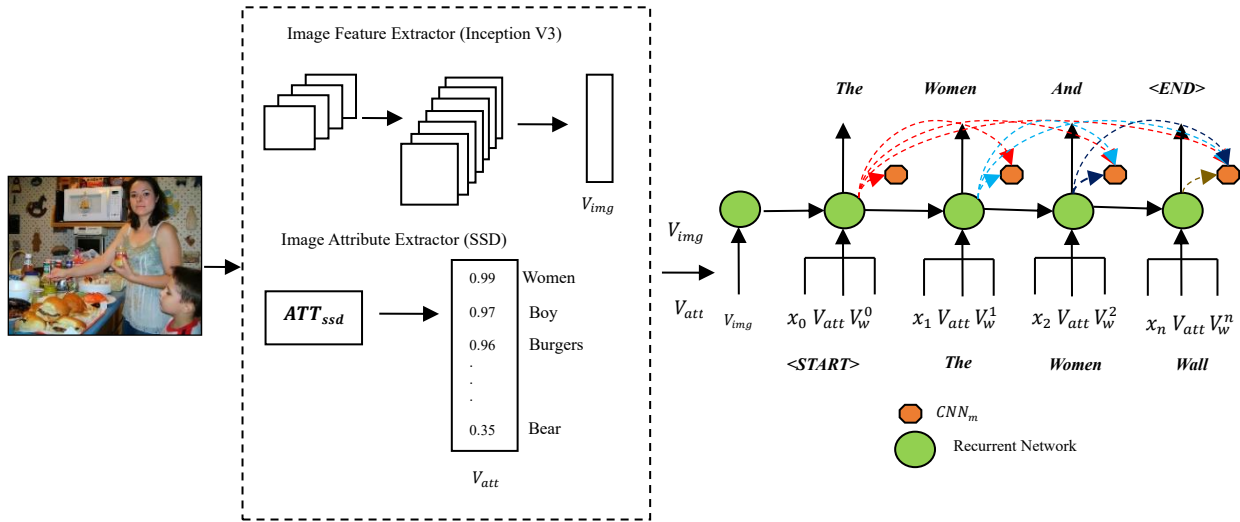 Image Feature Extractor (Inception V3)
V_img
Image Attribute Extractor (SSD)
ATT_ssd
0.99 Women
0.97 Boy
0.96 Burgers
.
.
.
0.35 Bear
V_att
V_img
V_att
The Women And <END>
V_img
x_0 V_att V_w^0 x_1 V_att V_w^1 x_2 V_att V_w^2 x_n V_att V_w^n
<START> The Women Wall
CNN_m
Recurrent Network